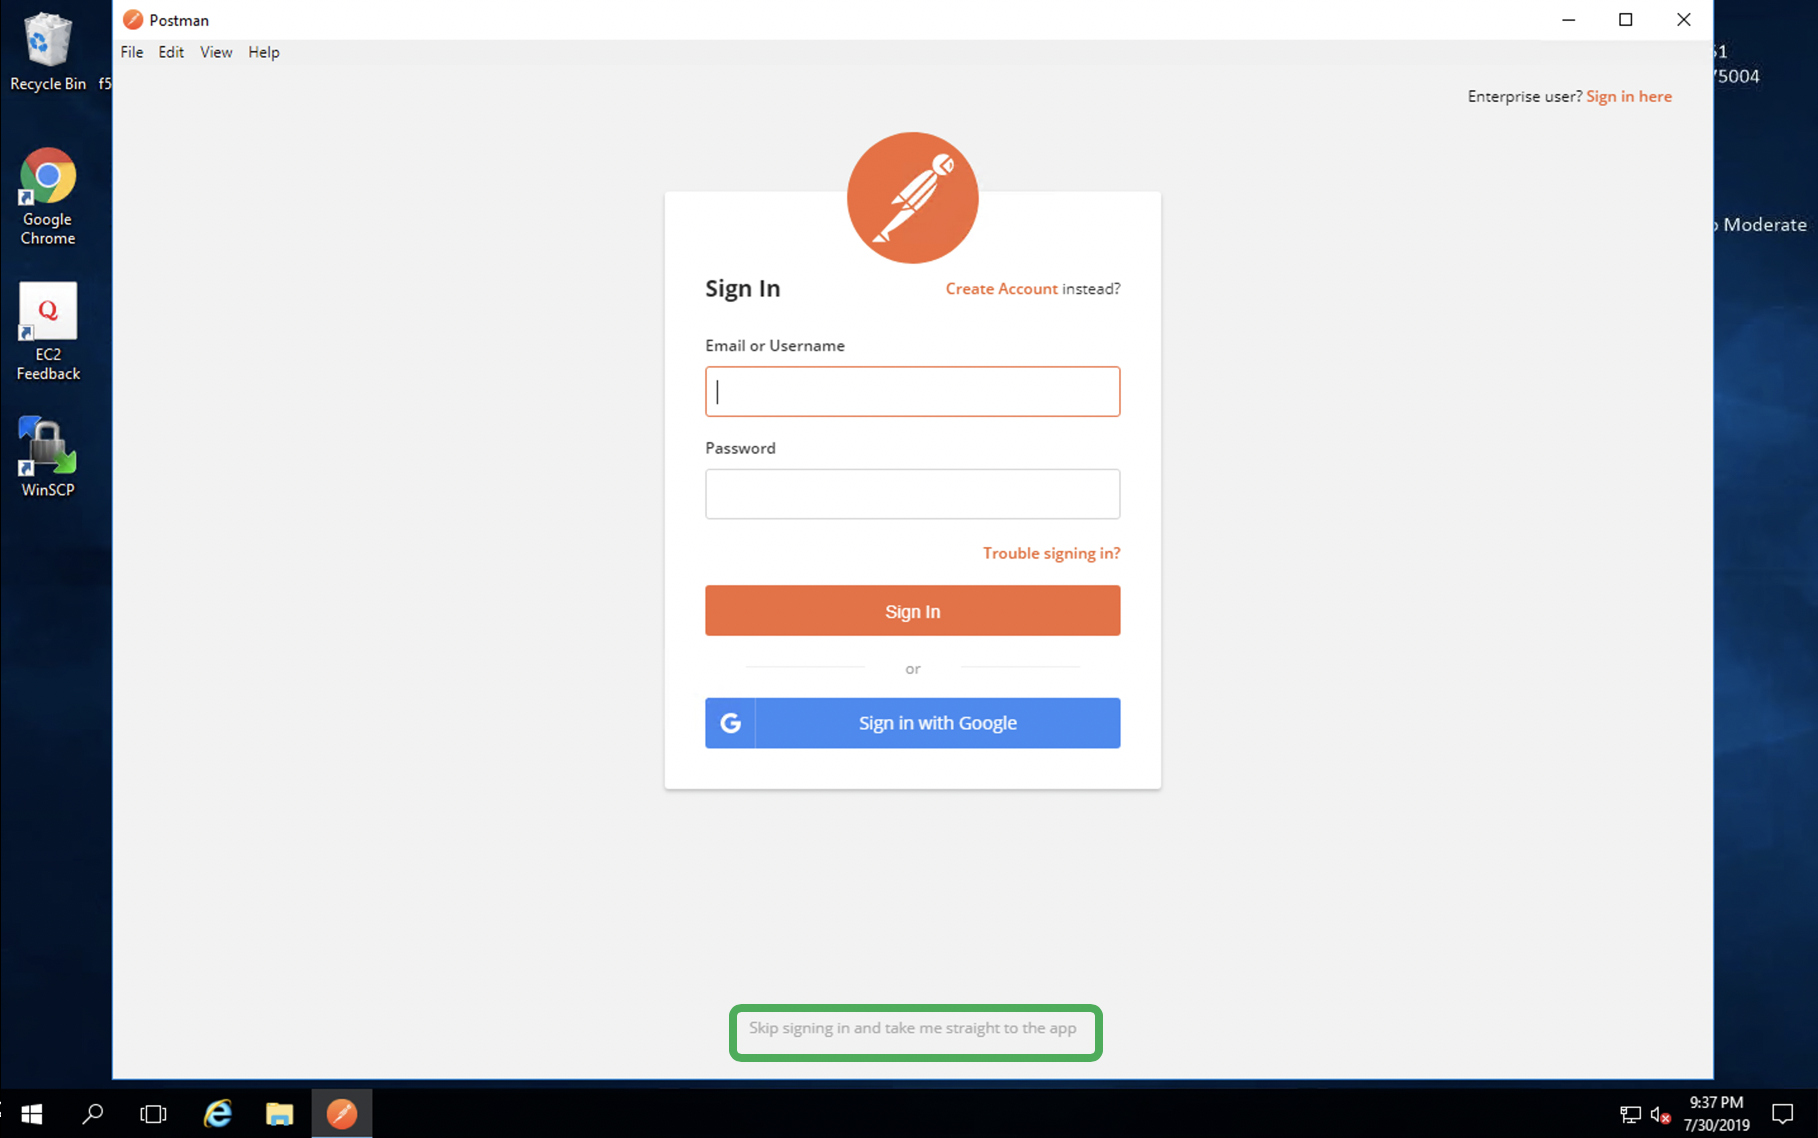 Postman
File Edit View Help
Recycle Bin
f5
51
75004
Enterprise user? Sign in here
Google
Chrome
Moderate
Sign In
Create Account instead?
Email or Username
Q
EC2
Feedback
Password
WinSCP
Trouble signing in?
Sign In
or
G Sign in with Google
Skip signing in and take me straight to the app
9:37 PM
7/30/2019